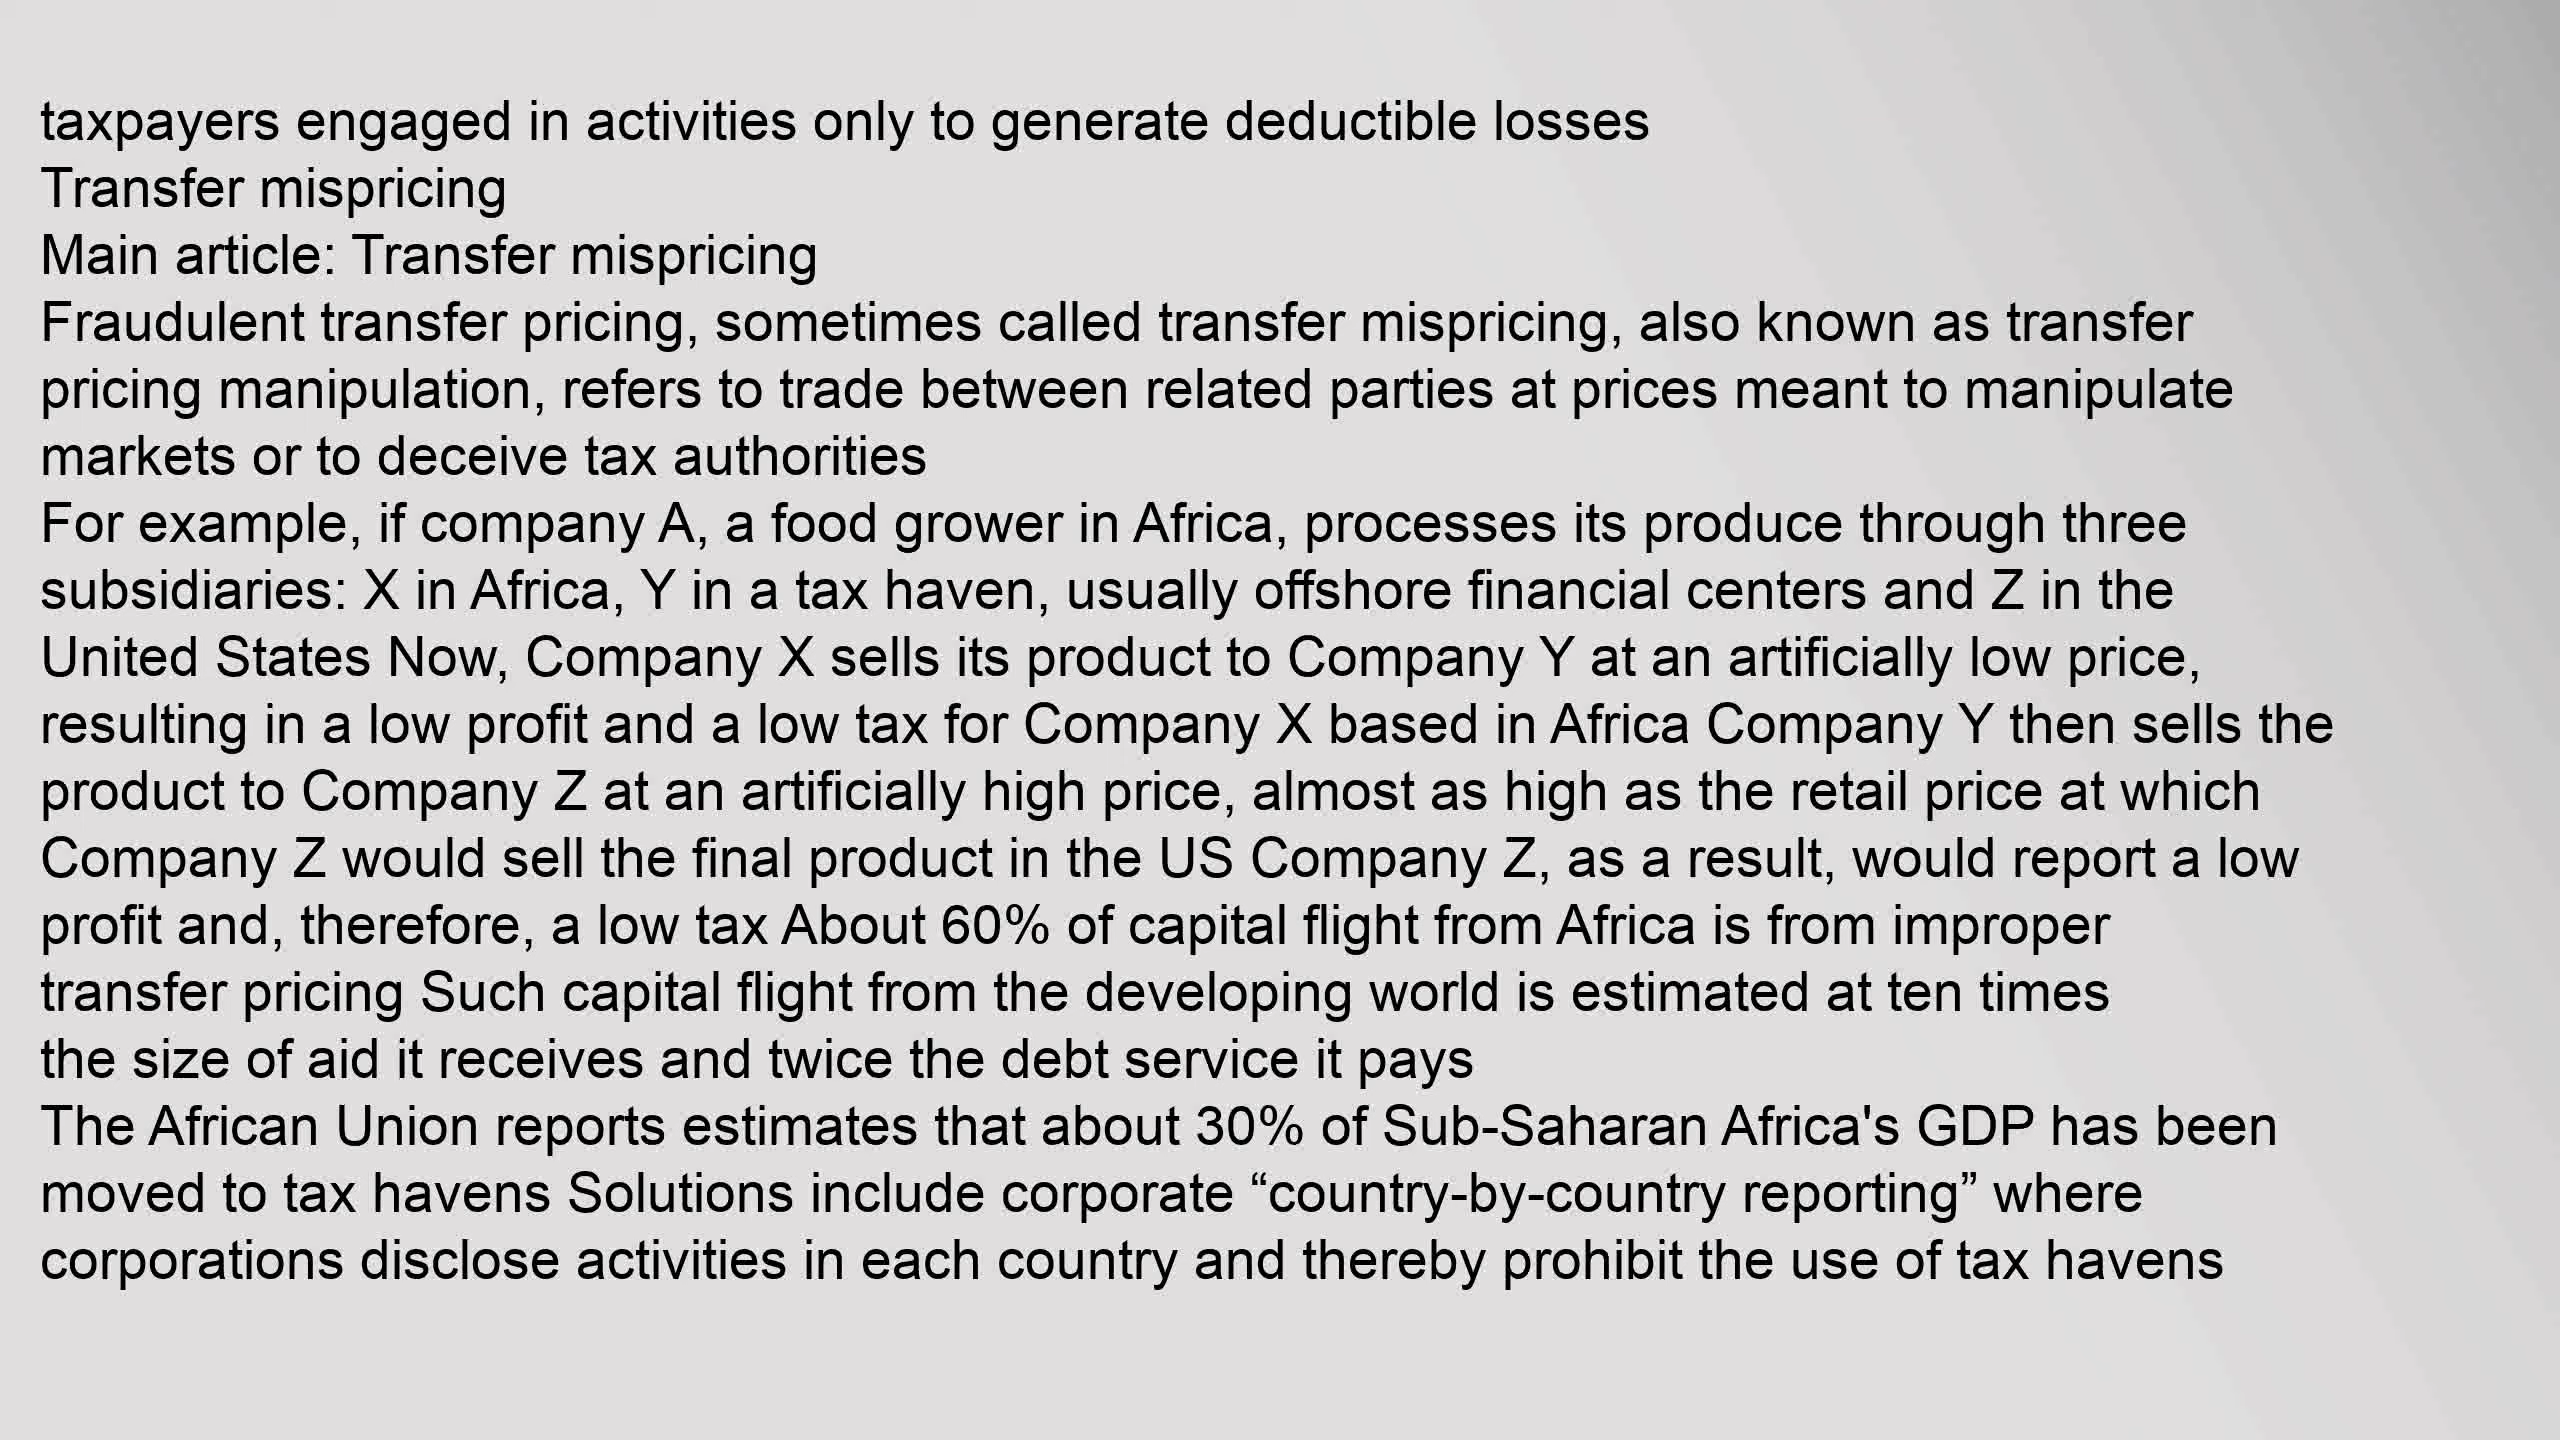 taxpayers engaged in activities only to generate deductible losses
Transfer mispricing
Main article: Transfer mispricing
Fraudulent transfer pricing, sometimes called transfer mispricing, also known as transfer
pricing manipulation, refers to trade between related parties at prices meant to manipulate
markets or to deceive tax authorities
For example, if company A, a food grower in Africa, processes its produce through three
subsidiaries: X in Africa, Y in a tax haven, usually offshore financial centers and Z in the
United States Now, Company X sells its product to Company Y at an artificially low price,
resulting in a low profit and a low tax for Company X based in Africa Company Y then sells the
product to Company Z at an artificially high price, almost as high as the retail price at which
Company Z would sell the final product in the US Company Z, as a result, would report a low
profit and, therefore, a low tax About 60% of capital flight from Africa is from improper
transfer pricing Such capital flight from the developing world is estimated at ten times
the size of aid it receives and twice the debt service it pays
The African Union reports estimates that about 30% of Sub-Saharan Africa's GDP has been
moved to tax havens Solutions include corporate “country-by-country reporting” where
corporations disclose activities in each country and thereby prohibit the use of tax havens